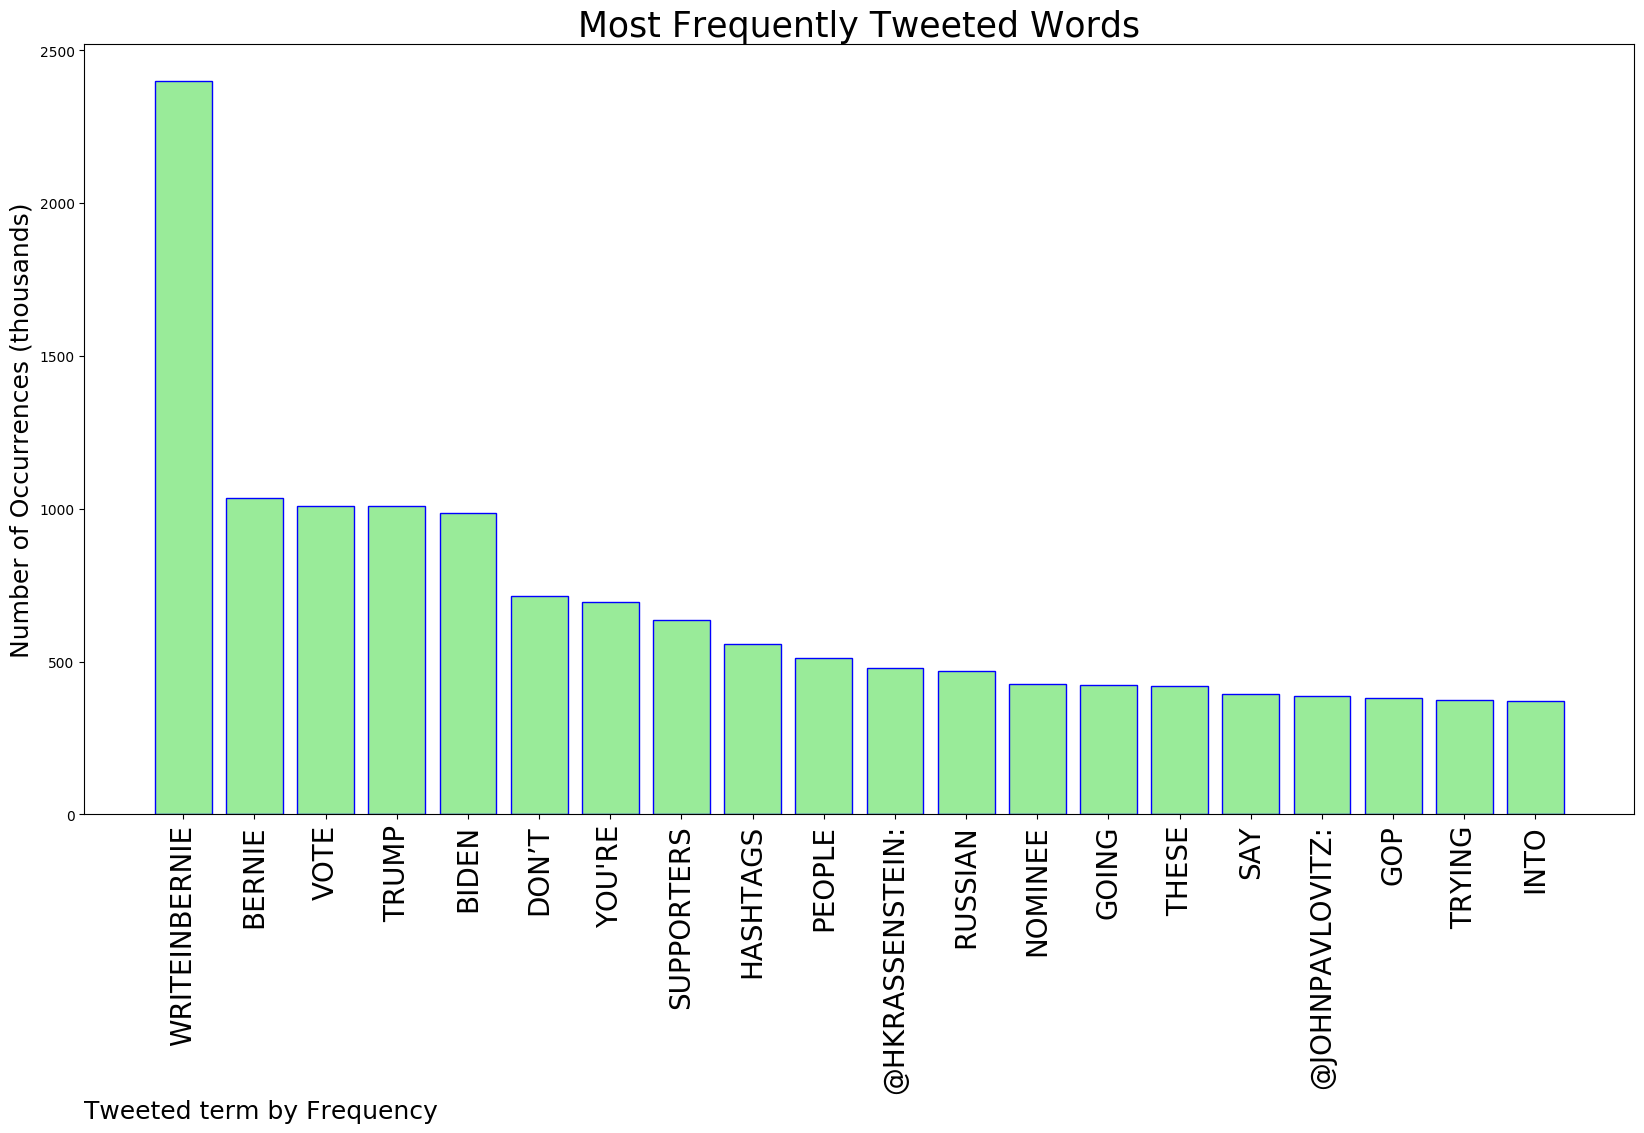 Most Frequently Tweeted Words
Number of Occurrences (thousands)
2500
2000
1500
1000
500
0
WRITEINBERNIE
BERNIE
VOTE
TRUMP
BIDEN
DON’T
YOU'RE
SUPPORTERS
HASHTAGS
PEOPLE
@HKRASSENSTEIN:
RUSSIAN
NOMINEE
GOING
THESE
SAY
@JOHNPAVLOVITZ:
GOP
TRYING
INTO
Tweeted term by Frequency